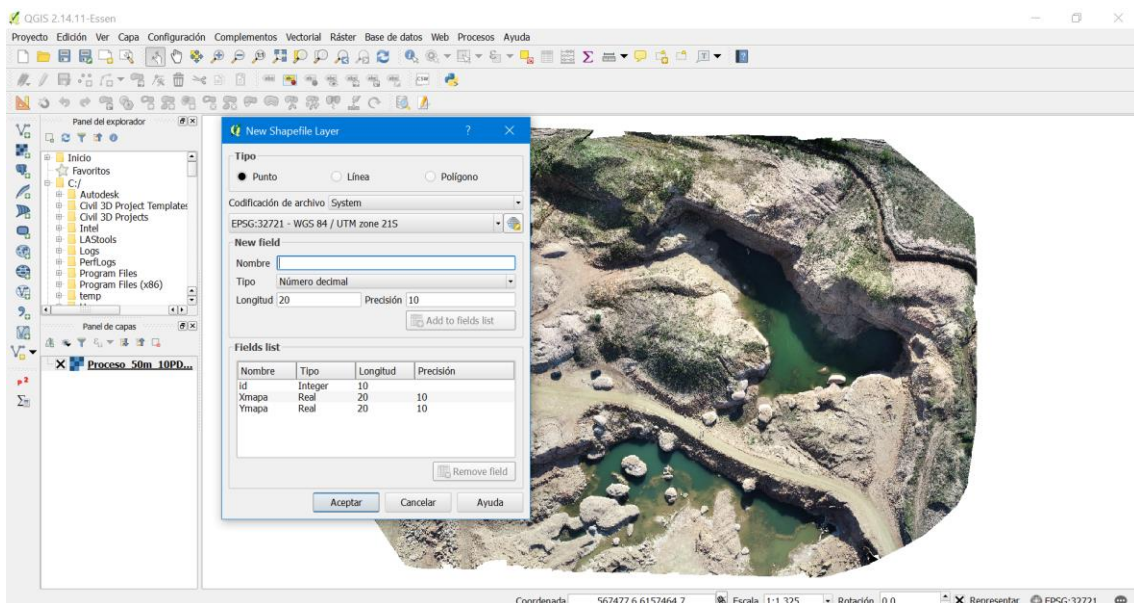 QGIS 2.14.11-Essen
Proyecto Edición Ver Capa Configuración Complementos Vectorial Ráster Base de datos Web Procesos Ayuda
Panel del explorador
Inicio
Favoritos
C:/
Autodesk
Civil 3D Project Templates
Civil 3D Projects
Intel
LAStools
Logs
PerfLogs
Program Files
Program Files (x86)
temp
Panel de capas
Proceso_50m_10PD...
New Shapefile Layer
Tipo
Punto Línea Polígono
Codificación de archivo System
EPSG:32721 - WGS 84 / UTM zone 21S
New field
Nombre
Tipo Número decimal
Longitud 20 Precisión 10
Add to fields list
Fields list
Nombre Tipo Longitud Precisión
id Integer 10
Xmapa Real 20 10
Ymapa Real 20 10
Remove field
Aceptar Cancelar Ayuda
Coordenada 567477.6,6157464.7 Escala 1:1.325 Rotación 0,0 Representar EPSG:32721